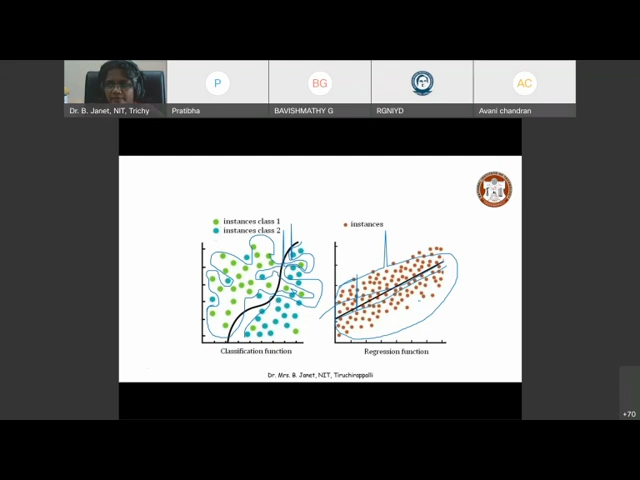 P
BG
AC
Dr. B. Janet, NIT, Trichy
Pratibha
BAVISHMATHY G
RGNIYD
Avani chandran
instances class 1
instances class 2
instances
Classification function
Regression function
Dr. Mrs. B. Janet, NIT, Tiruchirappalli
+70